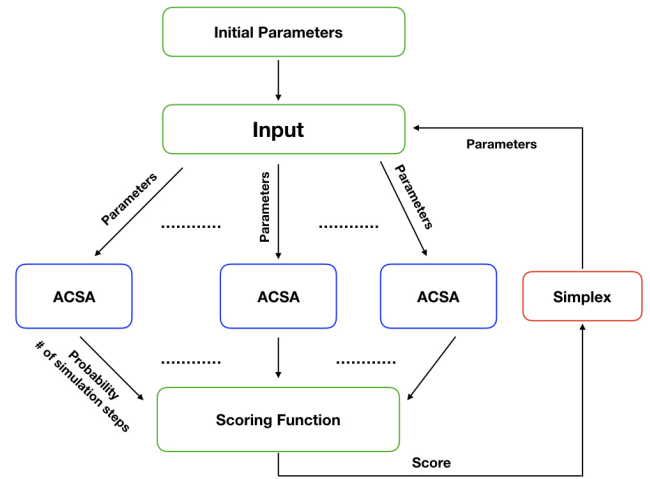 Initial Parameters
Input
Parameters
Parameters
Parameters
Parameters
ACSA
ACSA
ACSA
Simplex
Probability
# of simulation steps
Scoring Function
Score